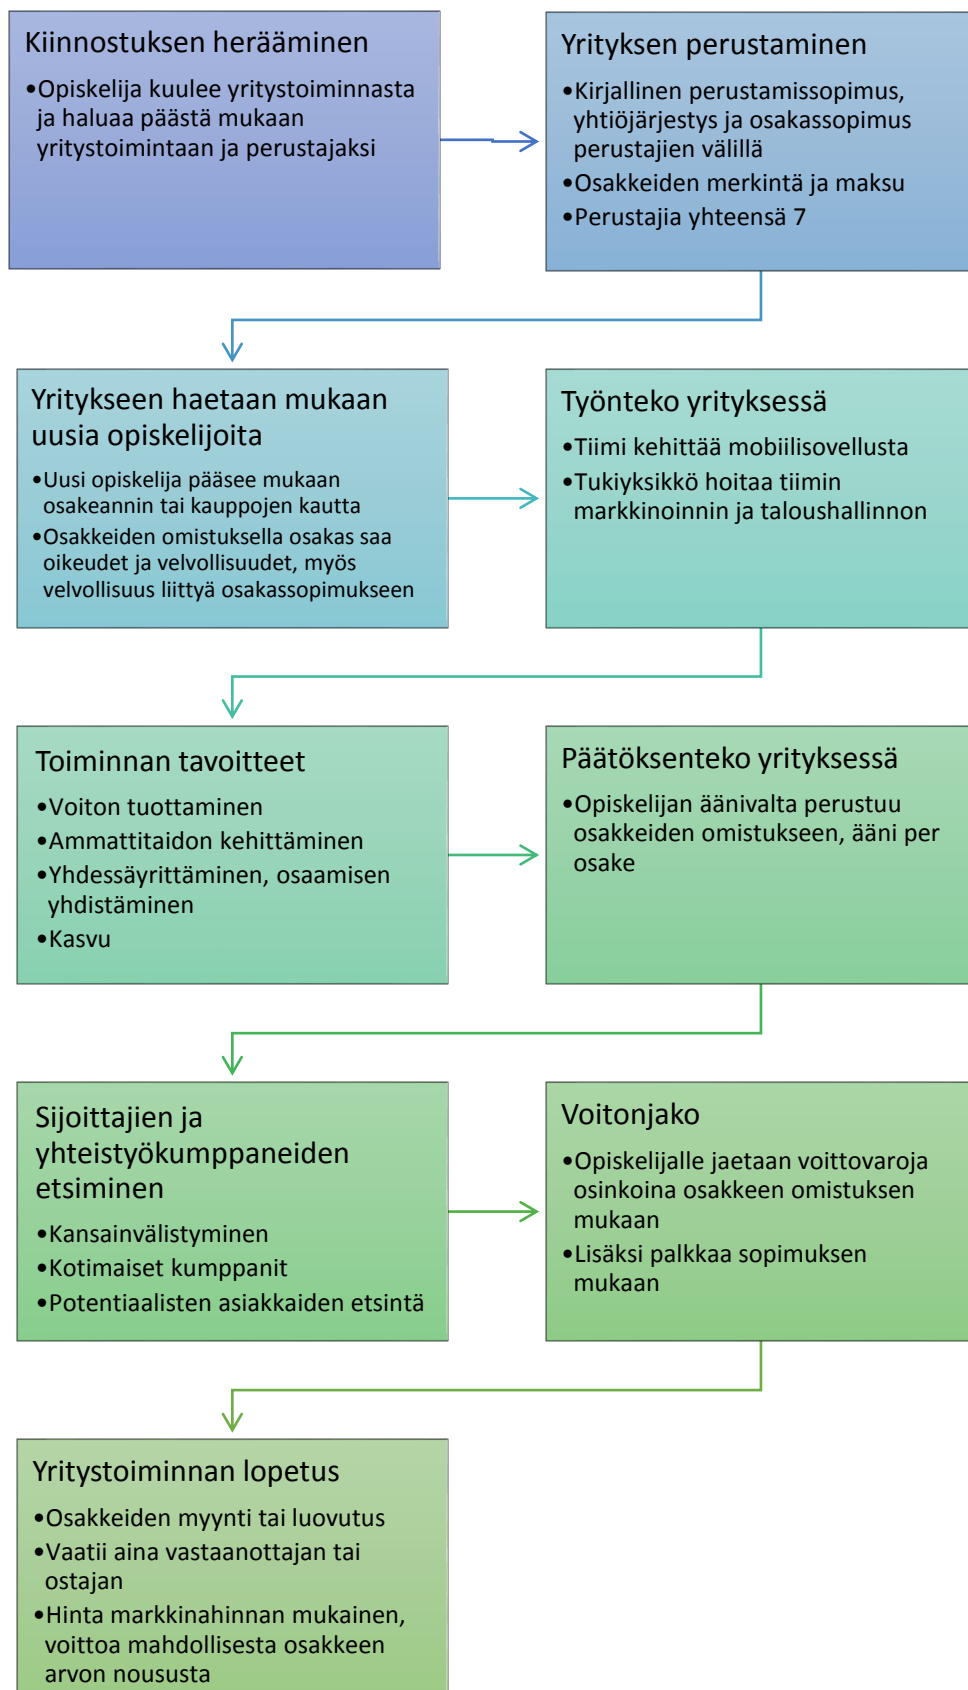 Kiinnostuksen herääminen
•Opiskelija kuulee yritystoiminnasta
ja haluaa päästä mukaan
yritystoimintaan ja perustajaksi
Yrityksen perustaminen
•Kirjallinen perustamissopimus,
yhtiöjärjestys ja osakassopimus
perustajien välillä
•Osakkeiden merkintä ja maksu
•Perustajia yhteensä 7
Yritykseen haetaan mukaan
uusia opiskelijoita
•Uusi opiskelija pääsee mukaan
osakeannin tai kauppojen kautta
•Osakkeiden omistuksella osakas saa
oikeudet ja velvollisuudet, myös
velvollisuus liittyä osakassopimukseen
Työnteko yrityksessä
•Tiimi kehittää mobiilisovellusta
•Tukiyksikkö hoitaa tiimin
markkinoinnin ja taloushallinnon
Toiminnan tavoitteet
•Voiton tuottaminen
•Ammattitaidon kehittäminen
•Yhdessäyrittäminen, osaamisen
yhdistäminen
•Kasvu
Päätöksenteko yrityksessä
•Opiskelijan äänivalta perustuu
osakkeiden omistukseen, ääni per
osake
Sijoittajien ja
yhteistyökumppaneiden
etsiminen
•Kansainvälistyminen
•Kotimaiset kumppanit
•Potentiaalisten asiakkaiden etsintä
Voitonjako
•Opiskelijalle jaetaan voittovaroja
osinkoina osakkeen omistuksen
mukaan
•Lisäksi palkkaa sopimuksen
mukaan
Yritystoiminnan lopetus
•Osakkeiden myynti tai luovutus
•Vaatii aina vastaanottajan tai
ostajan
•Hinta markkinahinnan mukainen,
voittoa mahdollisesta osakkeen
arvon noususta